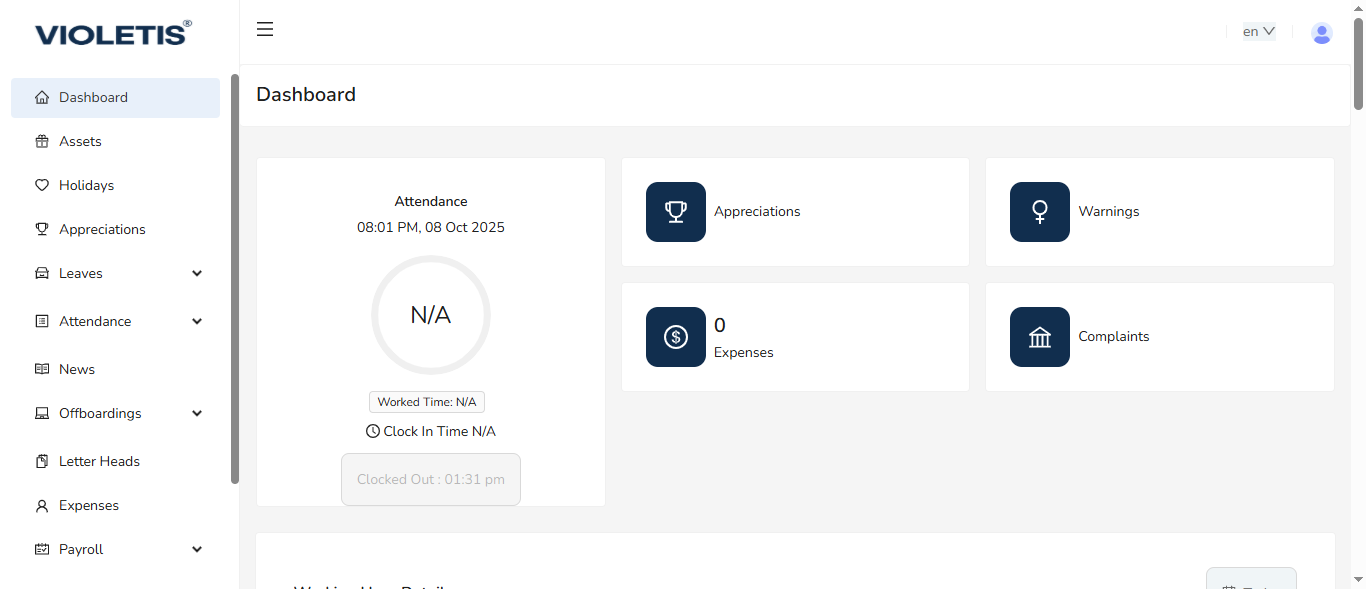 VIOLETIS®
en
Dashboard
Assets
Holidays
Appreciations
Leaves
Attendance
News
Offboardings
Letter Heads
Expenses
Payroll
Dashboard
Attendance
08:01 PM, 08 Oct 2025
N/A
Worked Time: N/A
Clock In Time N/A
Clocked Out : 01:31 pm
Appreciations
Warnings
0
Expenses
Complaints